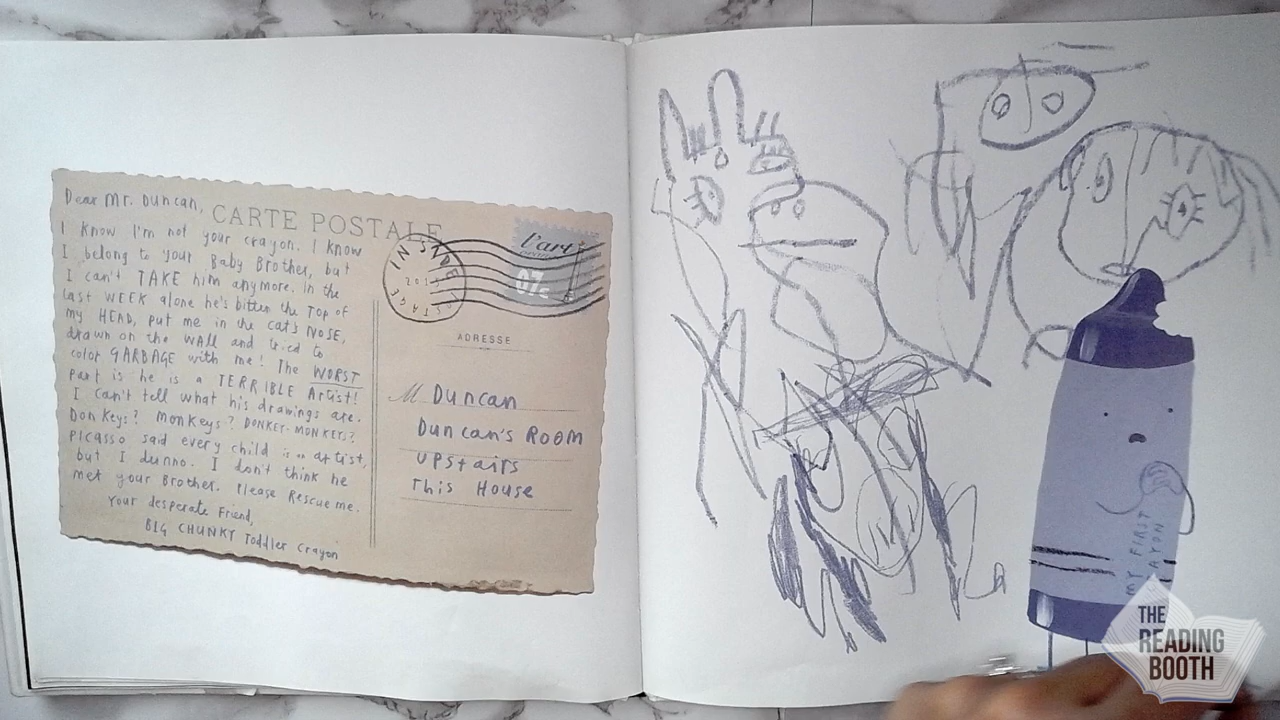 Dear Mr. Duncan,
CARTE POSTALE
I know I'm not your crayon. I know
I belong to your Baby Brother, but
I can't TAKE him anymore. In the
last WEEK alone he's bitten the TOP of
my HEAD, put me in the cat's NOSE,
drawn on the WALL and tried to
color GARBAGE with me! The WORST
part is he is a TERRIBLE Artist!
I can't tell what his drawings are.
Donkeys? Monkeys? DONKEY-MONKEYS?
Picasso said every child is an artist,
but I dunno. I don't think he
met your Brother. Please Rescue me.
Your desperate Friend,
BIG CHUNKY Toddler Crayon
l'art
07c
ADRESSE
M Duncan
Duncan's ROOM
UPstairs
This House
MY FIRST
THE
READING
BOOTH